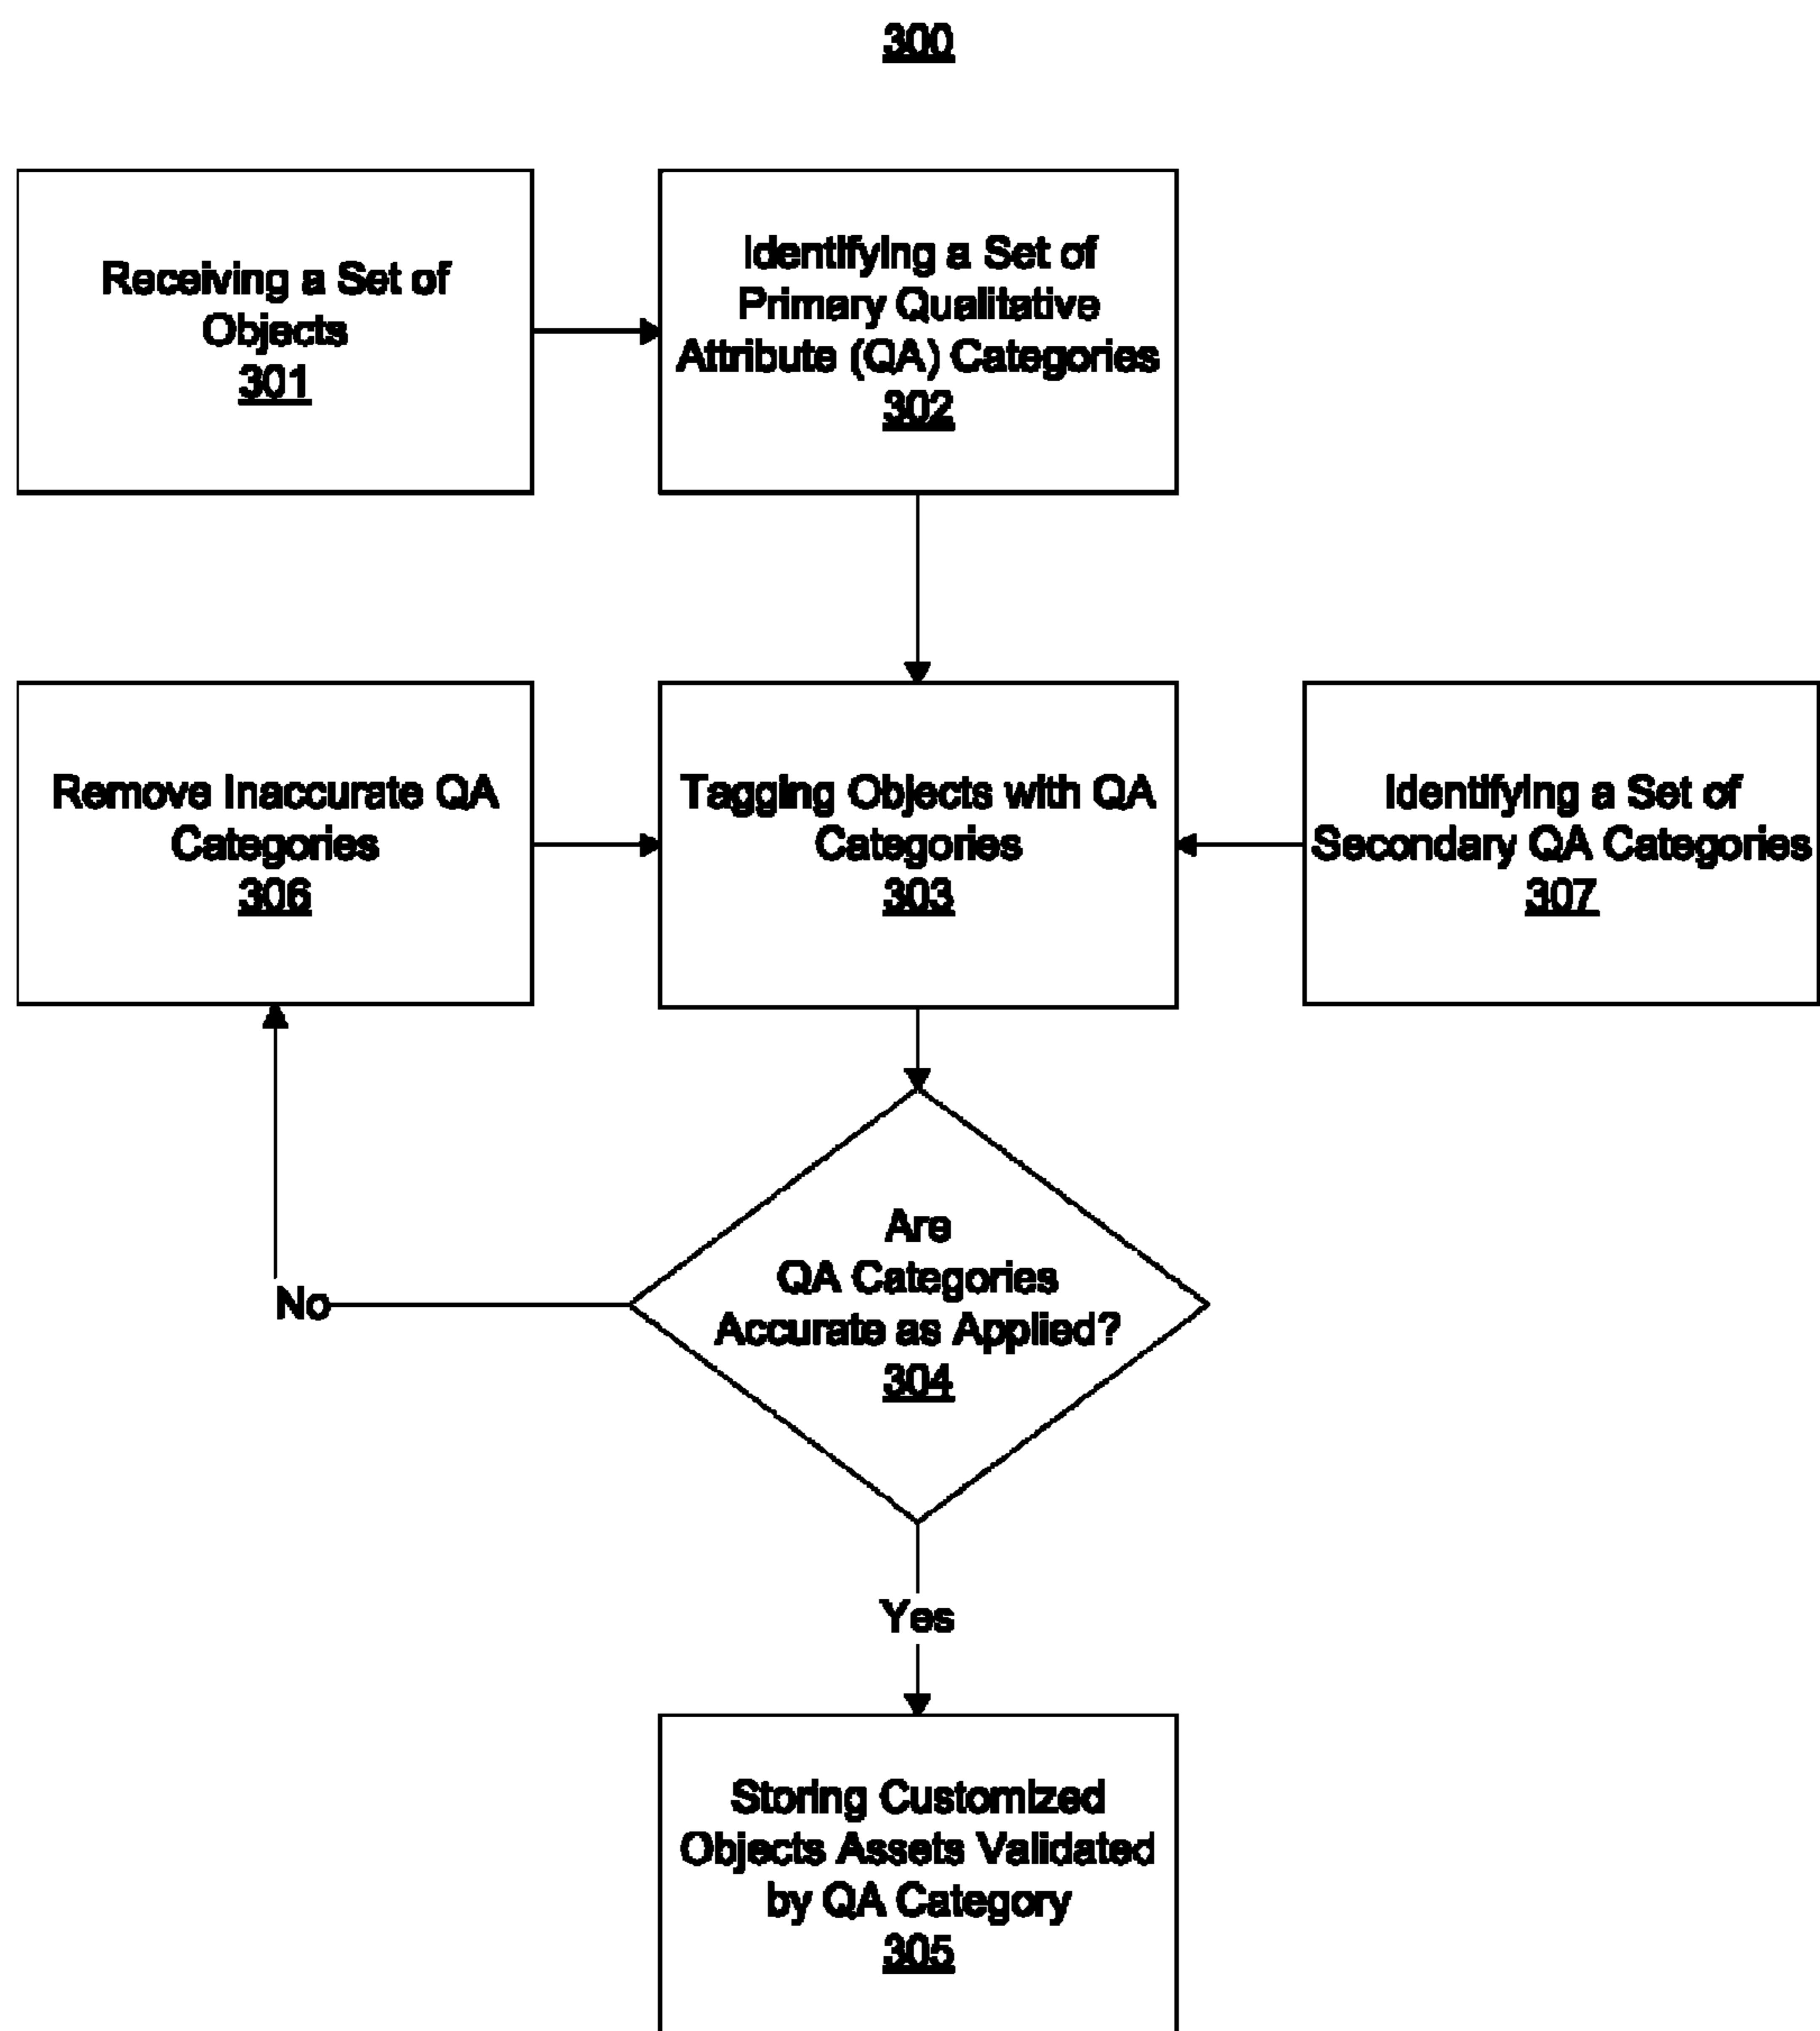 300
Receiving a Set of
Objects
301
Identifying a Set of
Primary Qualitative
Attribute (QA) Categories
302
Remove Inaccurate QA
Categories
306
Tagging Objects with QA
Categories
303
Identifying a Set of
Secondary QA Categories
307
Are
QA Categories
Accurate as Applied?
304
No
Yes
Storing Customized
Objects Assets Validated
by QA Category
305